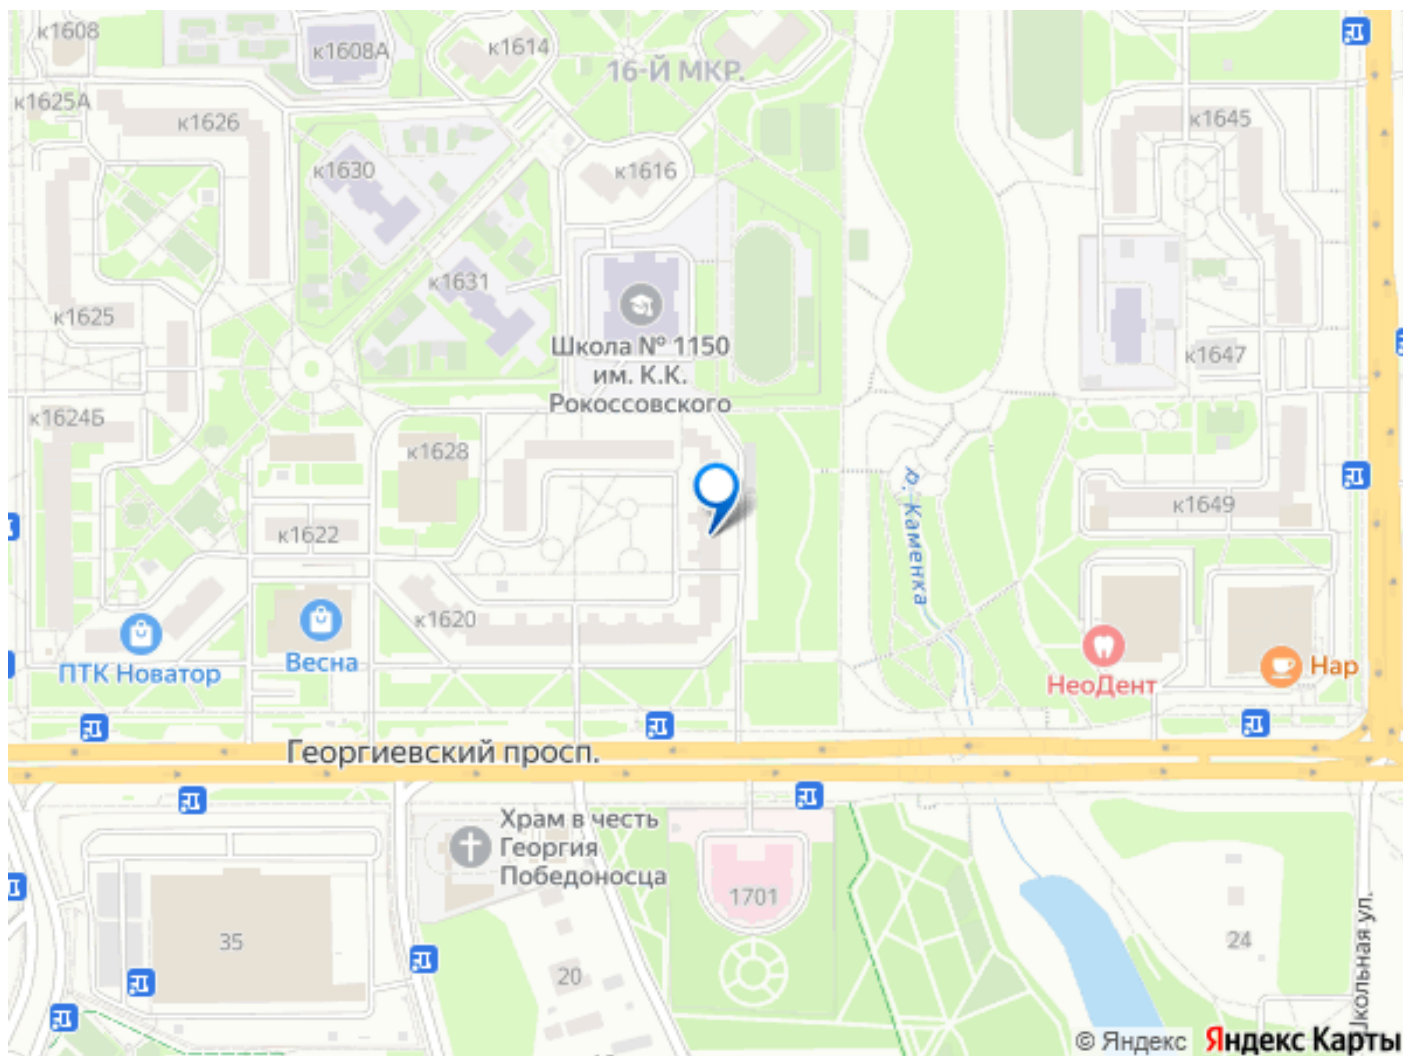 к1608
к1608А
к1614
16-Й МКР.
к1625А
к1626
к1645
к1630
к1616
к1631
к1625
Школа № 1150
им. К.К.
Рокоссовского
к1647
к1624Б
к1628
р. Каменка
к1649
к1622
к1620
ПТК Новатор
Весна
НеоДент
Нар
Георгиевский просп.
Храм в честь
Георгия
Победоносца
1701
35
20
24
Школьная ул.
© Яндекс Яндекс Карты